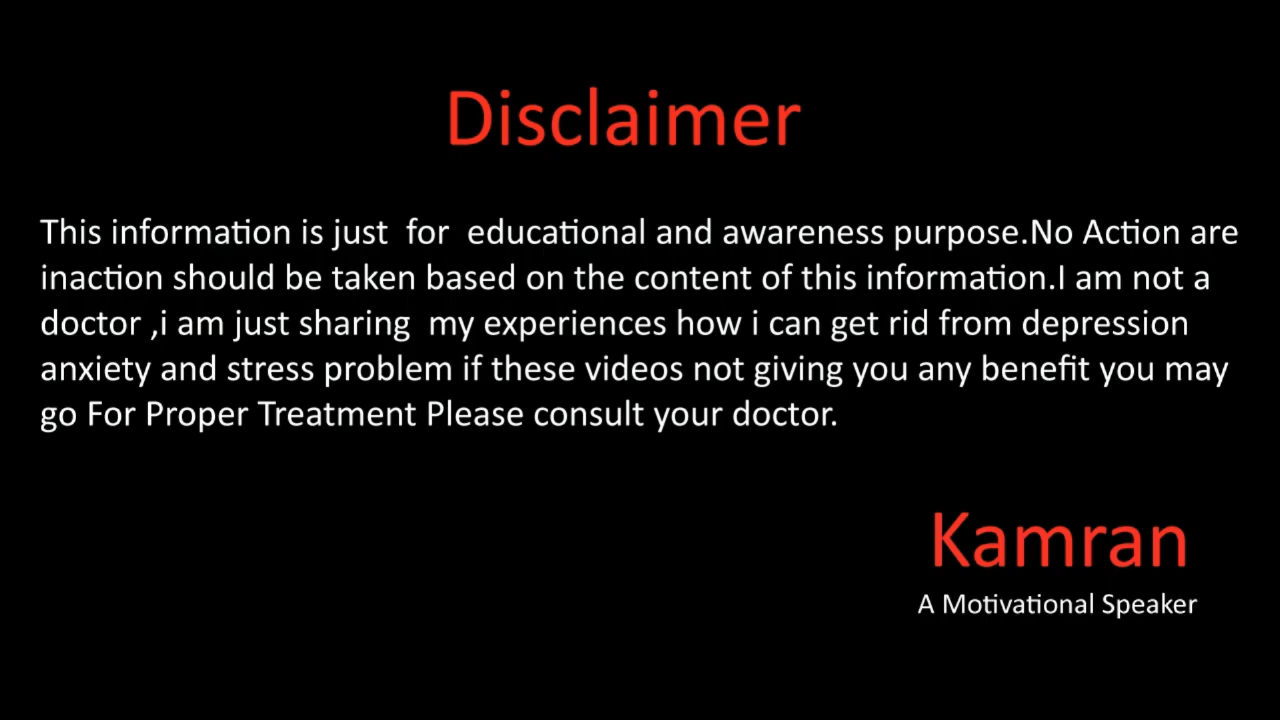 Disclaimer
This information is just  for  educational and awareness purpose.No Action are
inaction should be taken based on the content of this information.I am not a
doctor ,i am just sharing  my experiences how i can get rid from depression
anxiety and stress problem if these videos not giving you any benefit you may
go For Proper Treatment Please consult your doctor.
Kamran
A Motivational Speaker